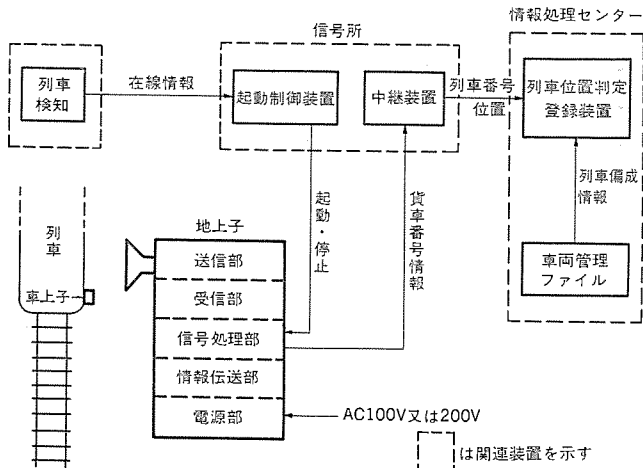 情報処理センター
信号所
列車
検知
在線情報
起動制御装置
中継装置
列車番号
位置
列車位置判定
登録装置
列車編成
情報
車両管理
ファイル
起動・停止
貨車番号情報
列車
車上子
地上子
送信部
受信部
信号処理部
情報伝送部
電源部
AC100V又は200V
は関連装置を示す